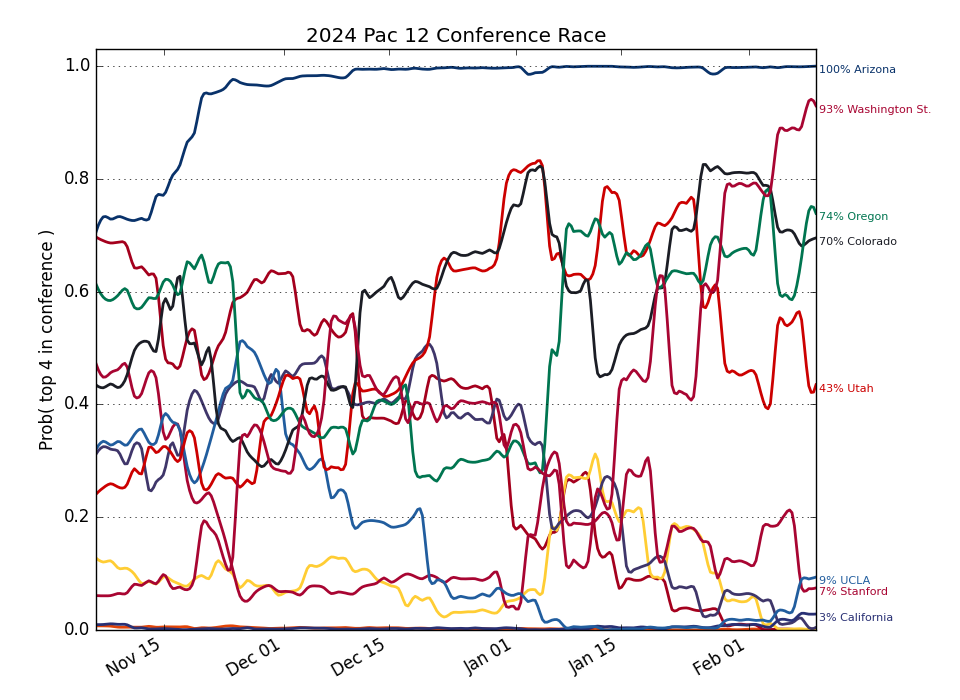 2024 Pac 12 Conference Race
Prob( top 4 in conference )
1.0
0.8
0.6
0.4
0.2
0.0
Nov 15
Dec 01
Dec 15
Jan 01
Jan 15
Feb 01
100% Arizona
93% Washington St.
74% Oregon
70% Colorado
43% Utah
9% UCLA
7% Stanford
3% California